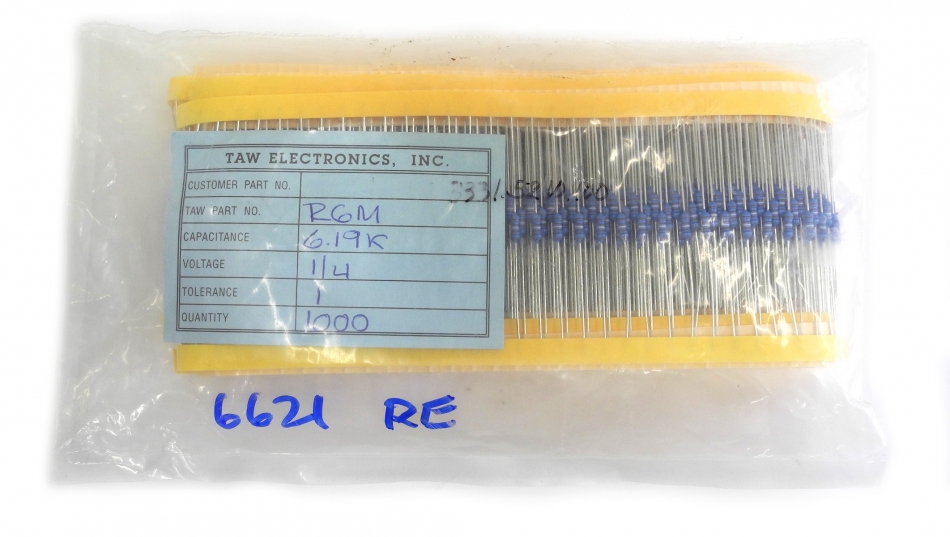 TAW ELECTRONICS, INC.
CUSTOMER PART NO.
TAW PART NO. RGM
CAPACITANCE 6.19K
VOLTAGE 1/4
TOLERANCE 1
QUANTITY 1000
6621 RE